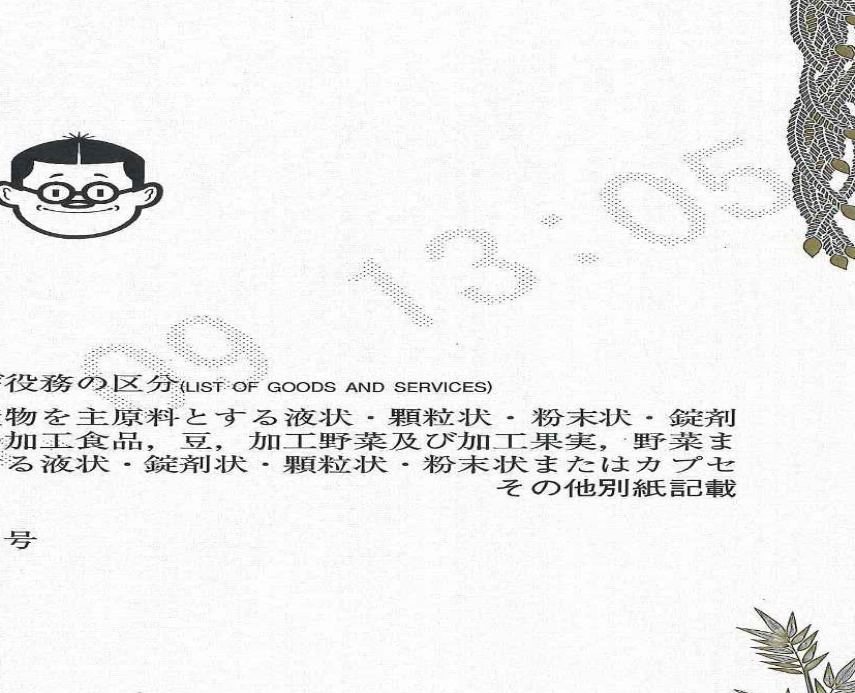 09 13:05
役務の区分(LIST OF GOODS AND SERVICES)
物を主原料とする液状・顆粒状・粉末状・錠剤
加工食品，豆，加工野菜及び加工果実，野菜ま
る液状・錠剤状・顆粒状・粉末状またはカプセ
その他別紙記載
号